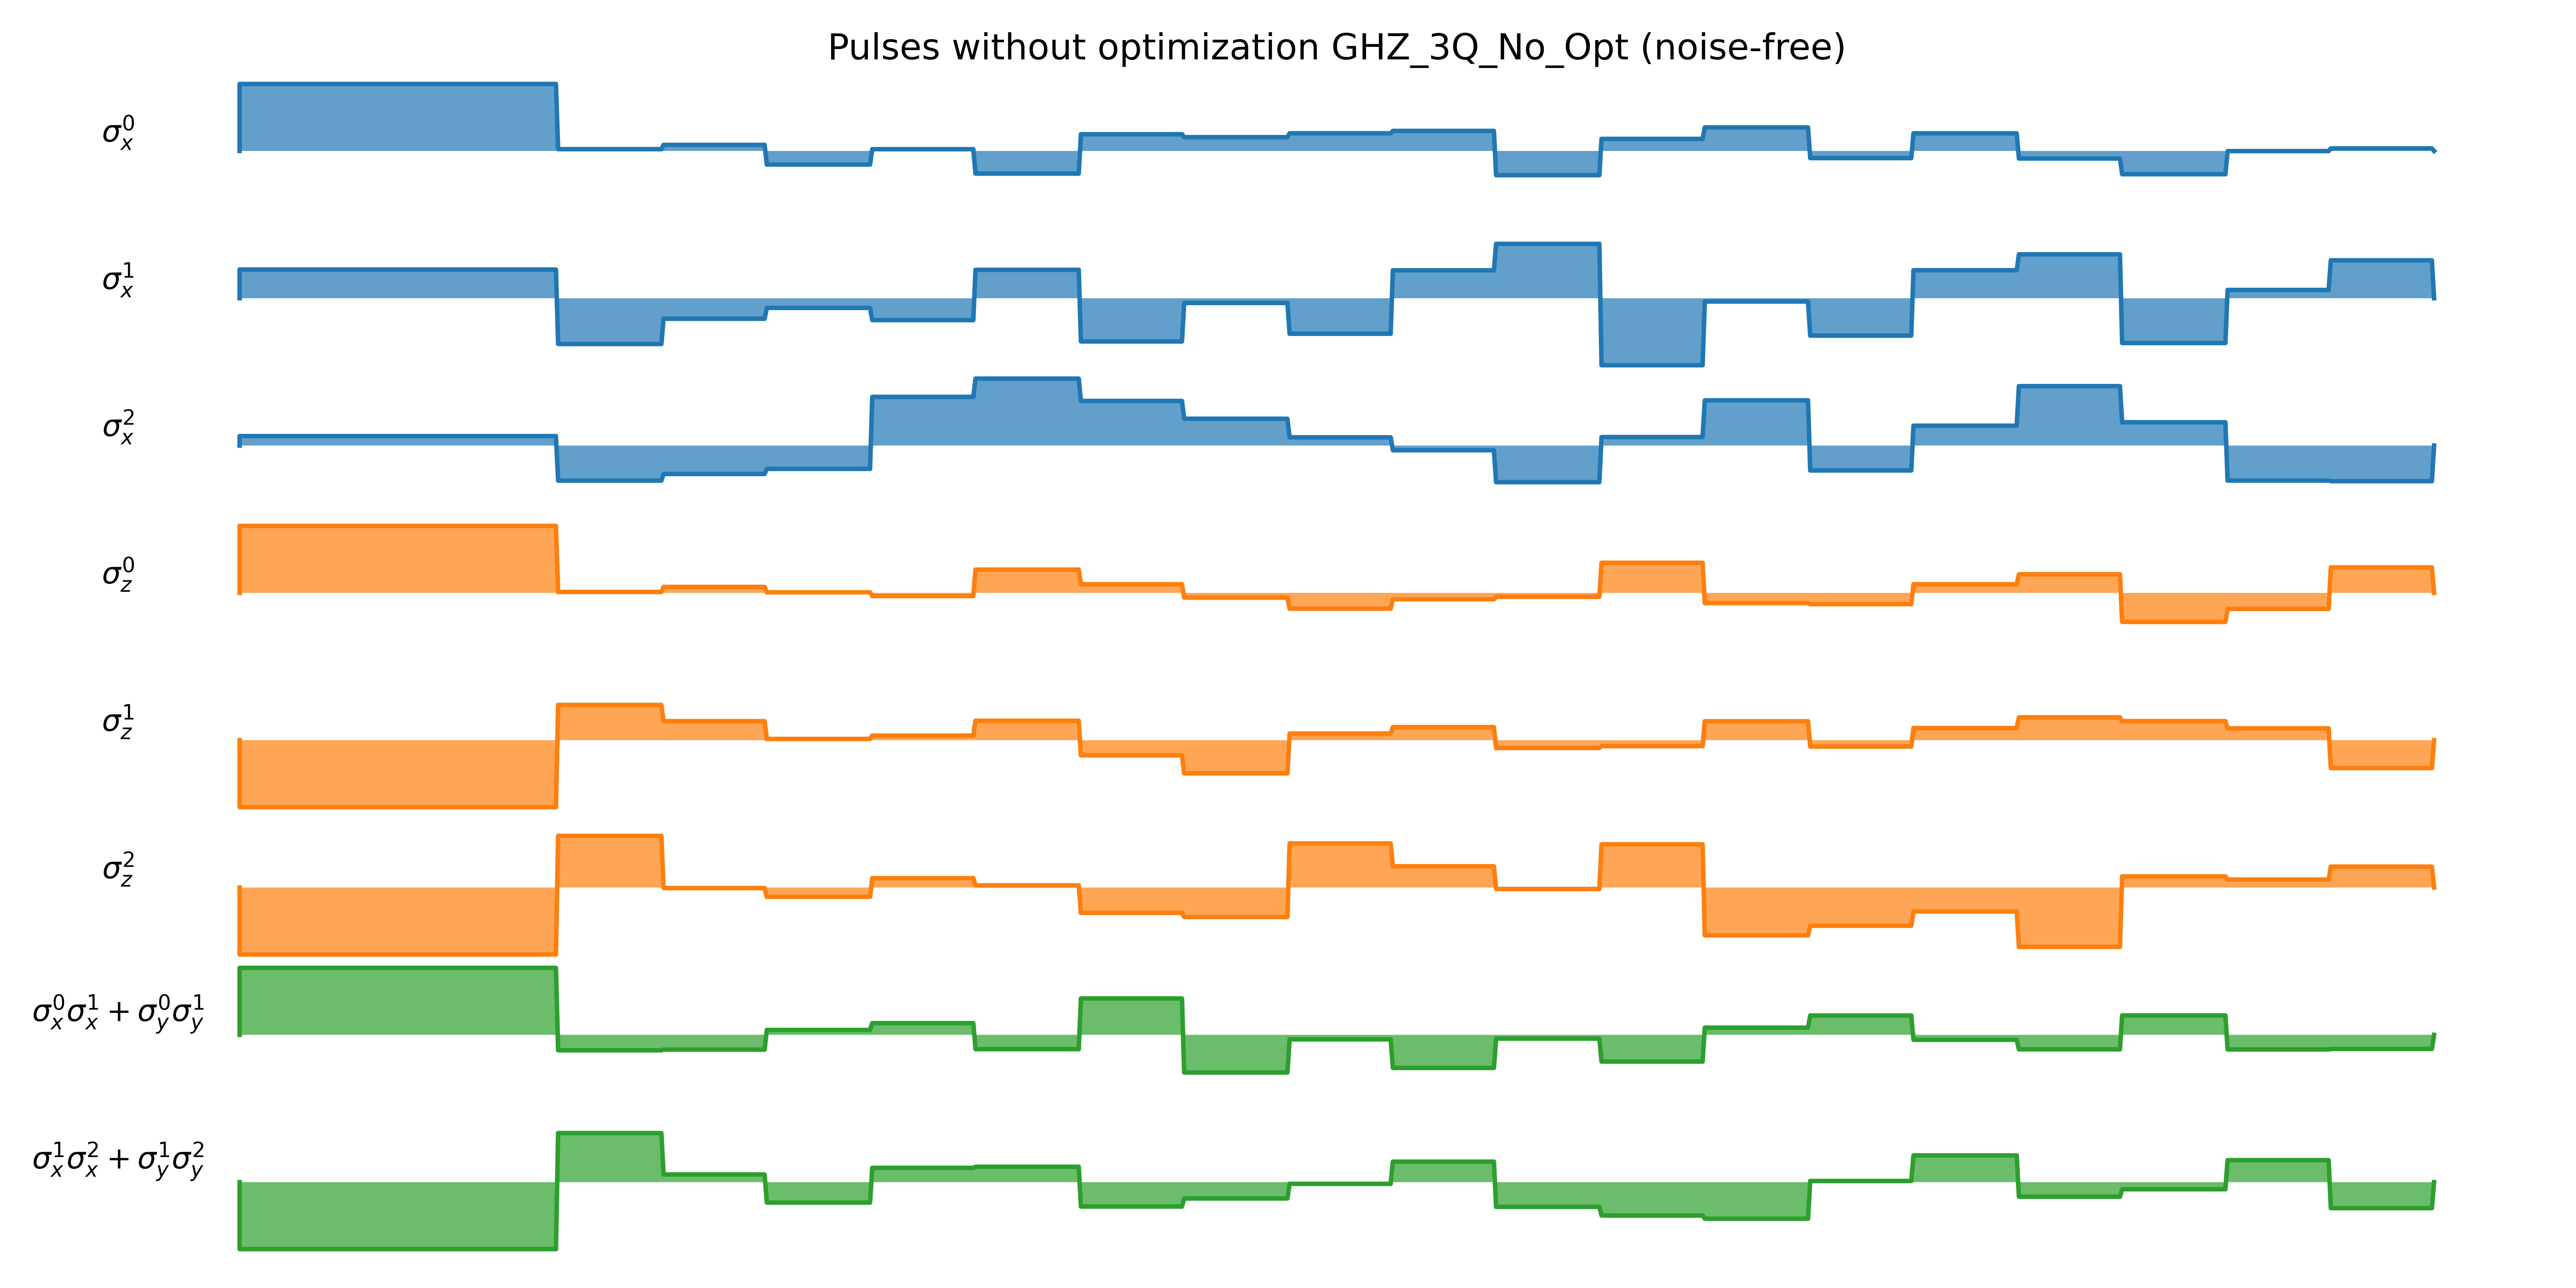 Pulses without optimization GHZ_3Q_No_Opt (noise-free)
σ_x^0
σ_x^1
σ_x^2
σ_z^0
σ_z^1
σ_z^2
σ_x^0σ_x^1 + σ_y^0σ_y^1
σ_x^1σ_x^2 + σ_y^1σ_y^2